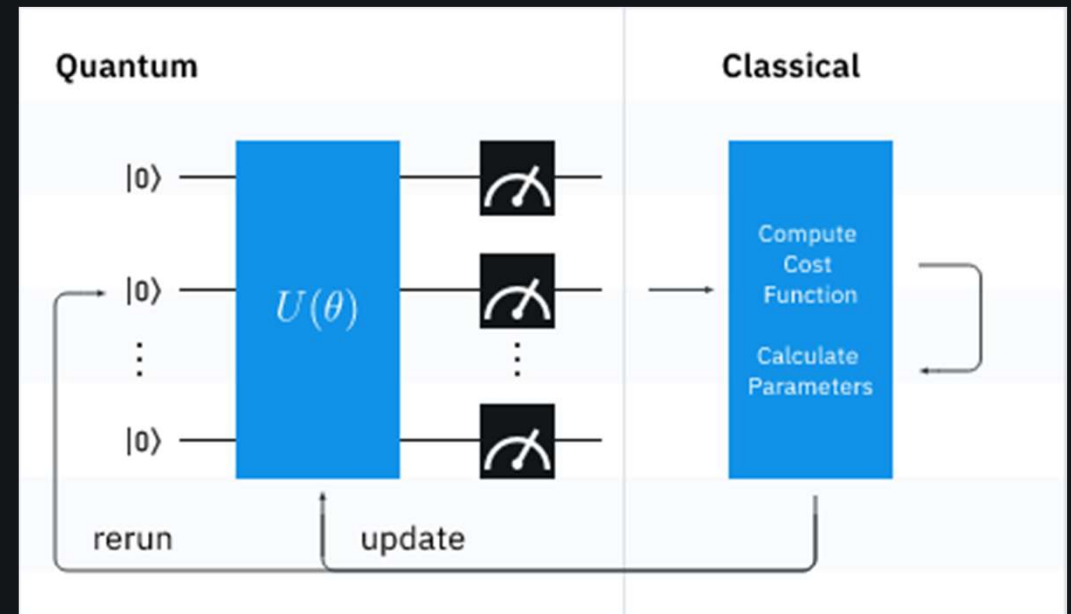 Quantum
Classical
|0⟩
|0⟩
⋮
|0⟩
U(θ)
⋮
Compute
Cost
Function
Calculate
Parameters
rerun
update